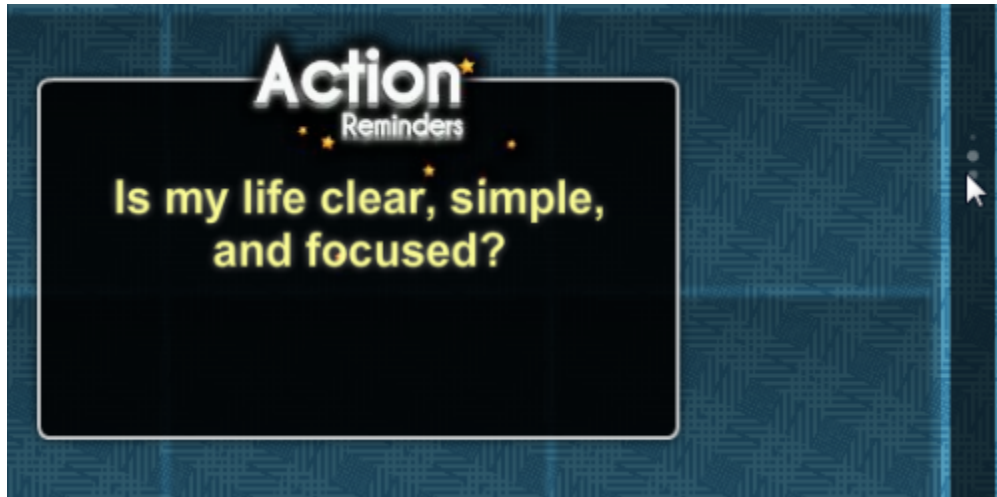 Action
Reminders
Is my life clear, simple,
and focused?